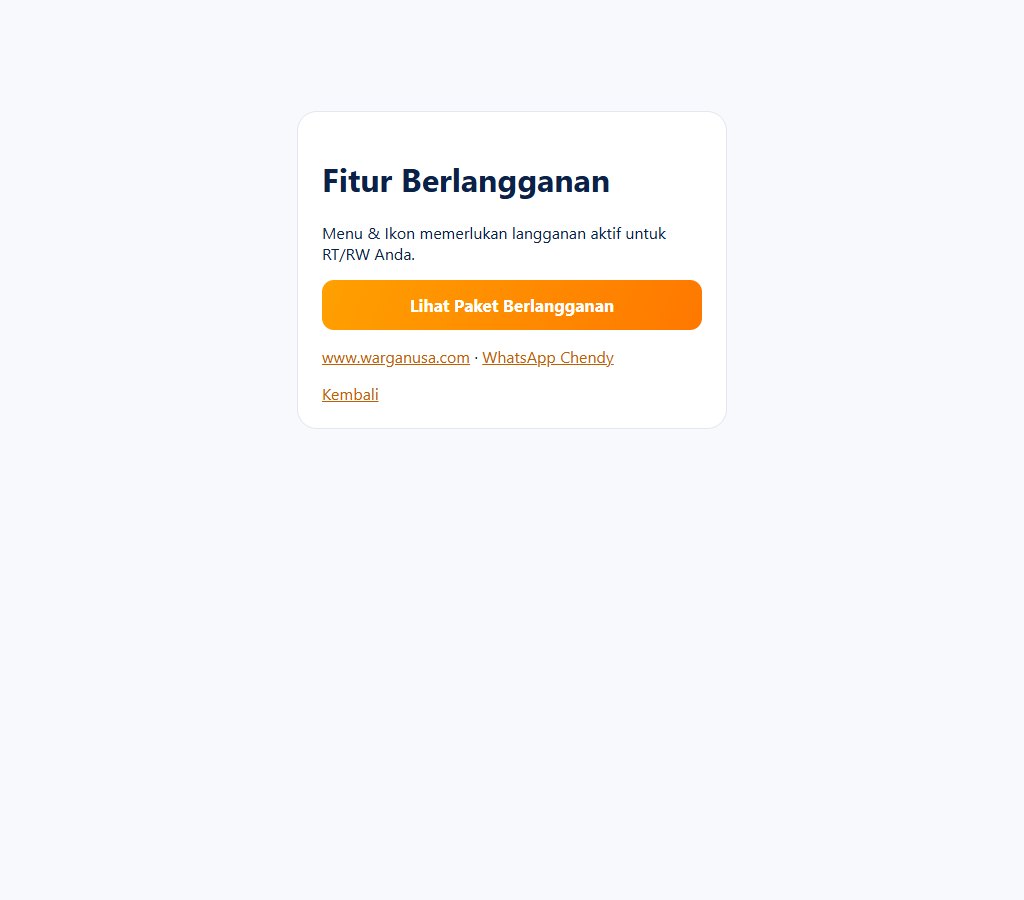 Fitur Berlangganan
Menu & Ikon memerlukan langganan aktif untuk
RT/RW Anda.
Lihat Paket Berlangganan
www.warganusa.com · WhatsApp Chendy
Kembali